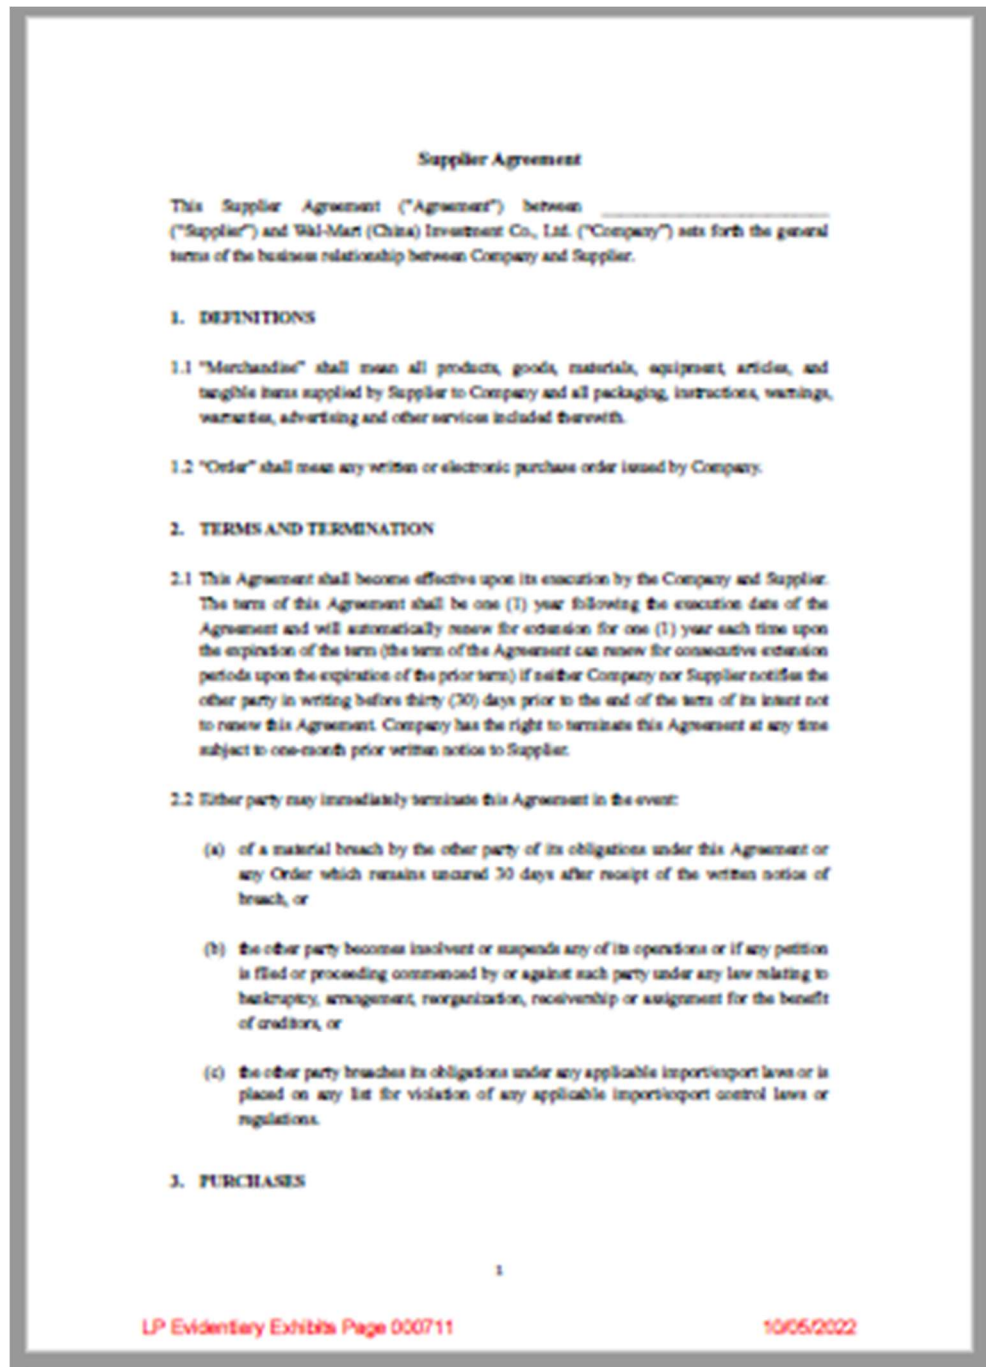 Supplier Agreement
This Supplier Agreement ("Agreement") between ____________________
("Supplier") and Wal-Mart (China) Investment Co., Ltd. ("Company") sets forth the general
terms of the business relationship between Company and Supplier.
1. DEFINITIONS
1.1 "Merchandise" shall mean all products, goods, materials, equipment, articles, and
tangible items supplied by Supplier to Company and all packaging, instructions, warnings,
warranties, advertising and other services included therewith.
1.2 "Order" shall mean any written or electronic purchase order issued by Company.
2. TERMS AND TERMINATION
2.1 This Agreement shall become effective upon its execution by the Company and Supplier.
The term of this Agreement shall be one (1) year following the execution date of the
Agreement and will automatically renew for extension for one (1) year each time upon
the expiration of the term (the term of the Agreement can renew for consecutive extension
periods upon the expiration of the prior term) if neither Company nor Supplier notifies the
other party in writing before thirty (30) days prior to the end of the term of its intent not
to renew this Agreement. Company has the right to terminate this Agreement at any time
subject to one-month prior written notice to Supplier.
2.2 Either party may immediately terminate this Agreement in the event:
(a) of a material breach by the other party of its obligations under this Agreement or
any Order which remains uncured 30 days after receipt of the written notice of
breach, or
(b) the other party becomes insolvent or suspends any of its operations or if any petition
is filed or proceeding commenced by or against such party under any law relating to
bankruptcy, arrangement, reorganization, receivership or assignment for the benefit
of creditors, or
(c) the other party breaches its obligations under any applicable import/export laws or is
placed on any list for violation of any applicable import/export control laws or
regulations.
3. PURCHASES
1
LP Evidentiary Exhibits Page 000711 10/05/2022